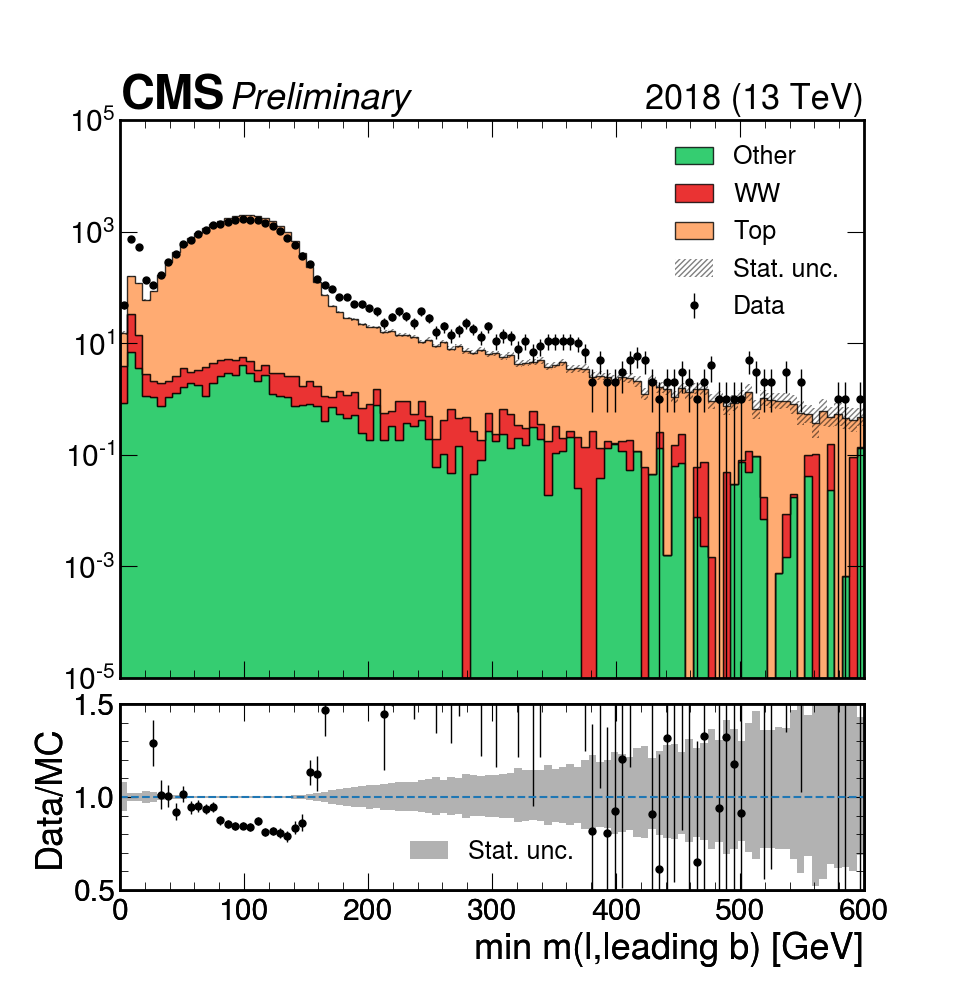 CMS Preliminary 2018 (13 TeV)
10^5
10^3
10^1
10^-1
10^-3
10^-5
Other
WW
Top
Stat. unc.
Data
1.5
1.0
0.5
Data/MC
Stat. unc.
0 100 200 300 400 500 600
min m(l,leading b) [GeV]